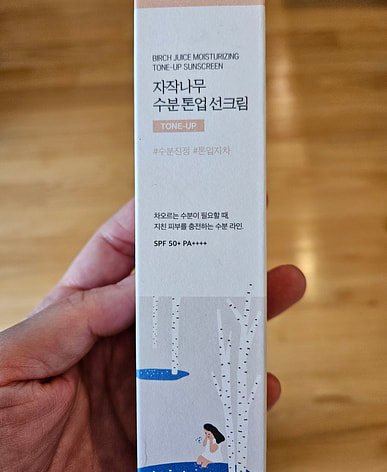 BIRCH JUICE MOISTURIZING
TONE-UP SUNSCREEN
자작나무
수분 톤업 선크림
TONE-UP
#수분진정 #톤업자차
차오르는 수분이 필요할 때,
지친 피부를 충전하는 수분 라인.
SPF 50+ PA++++